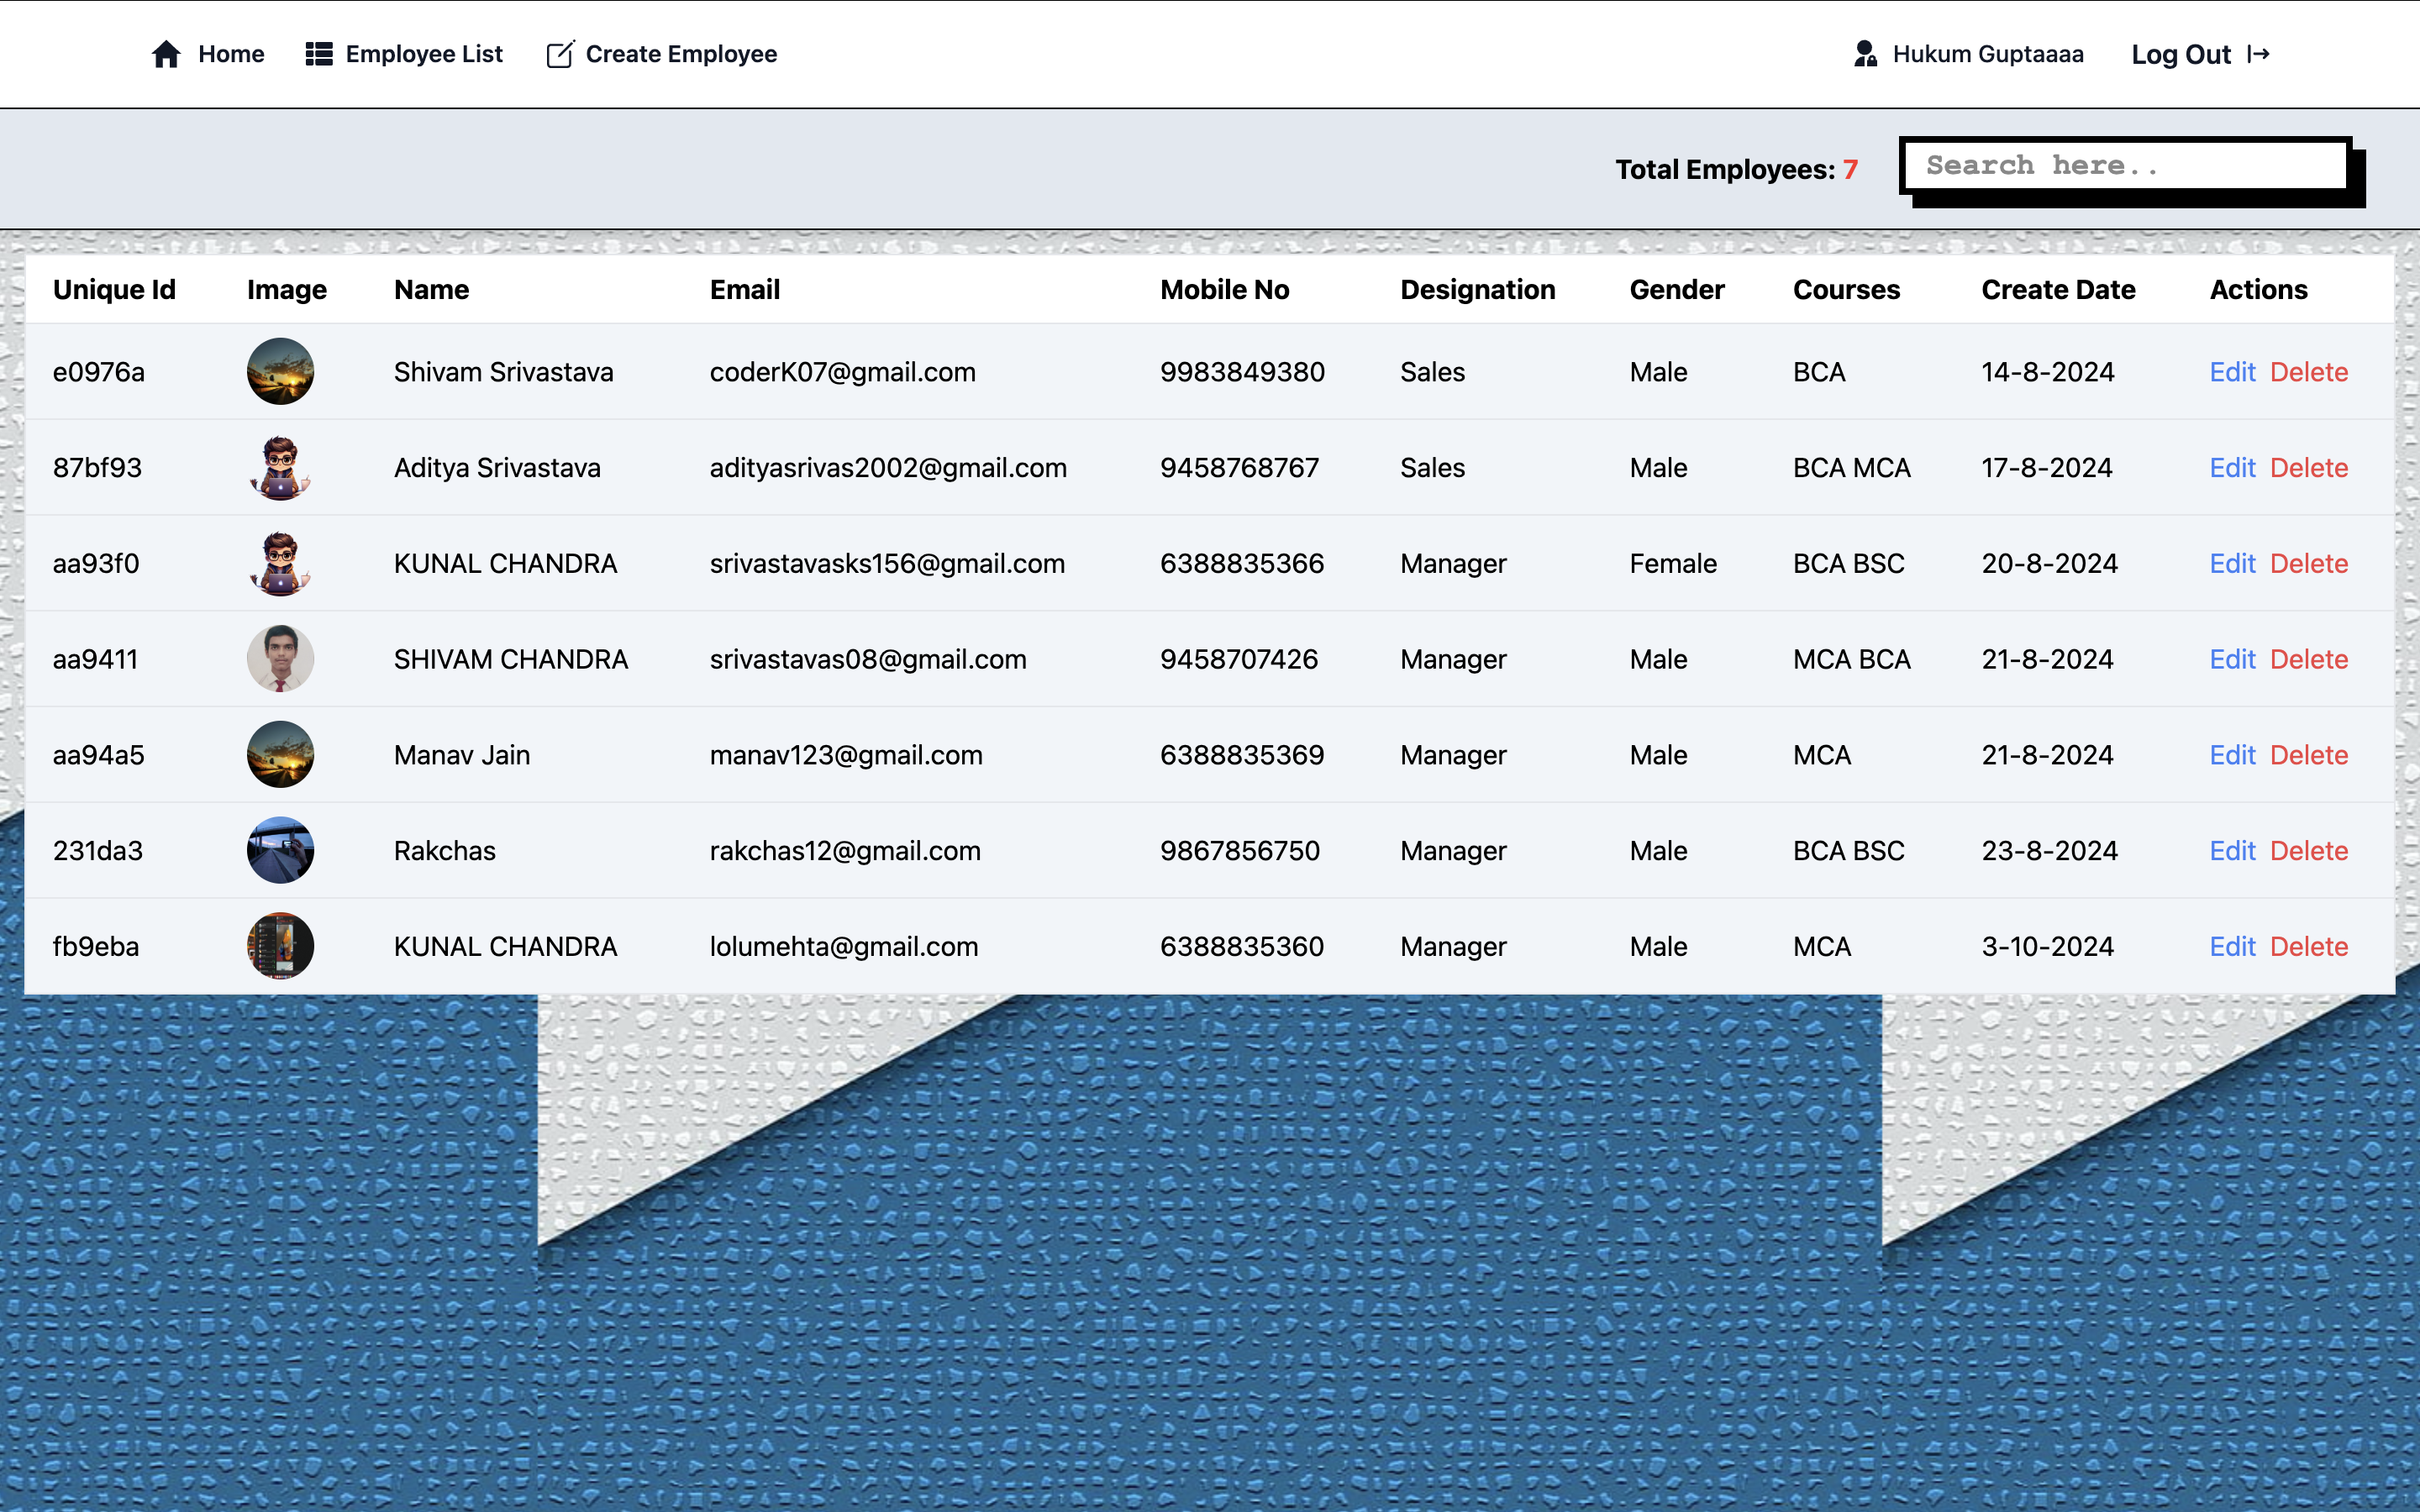 Home Employee List Create Employee Hukum Guptaaaa Log Out
Total Employees: 7 Search here..
Unique Id Image Name Email Mobile No Designation Gender Courses Create Date Actions
e0976a Shivam Srivastava coderK07@gmail.com 9983849380 Sales Male BCA 14-8-2024 Edit Delete
87bf93 Aditya Srivastava adityasrivas2002@gmail.com 9458768767 Sales Male BCA MCA 17-8-2024 Edit Delete
aa93f0 KUNAL CHANDRA srivastavasks156@gmail.com 6388835366 Manager Female BCA BSC 20-8-2024 Edit Delete
aa9411 SHIVAM CHANDRA srivastavas08@gmail.com 9458707426 Manager Male MCA BCA 21-8-2024 Edit Delete
aa94a5 Manav Jain manav123@gmail.com 6388835369 Manager Male MCA 21-8-2024 Edit Delete
231da3 Rakchas rakchas12@gmail.com 9867856750 Manager Male BCA BSC 23-8-2024 Edit Delete
fb9eba KUNAL CHANDRA lolumehta@gmail.com 6388835360 Manager Male MCA 3-10-2024 Edit Delete